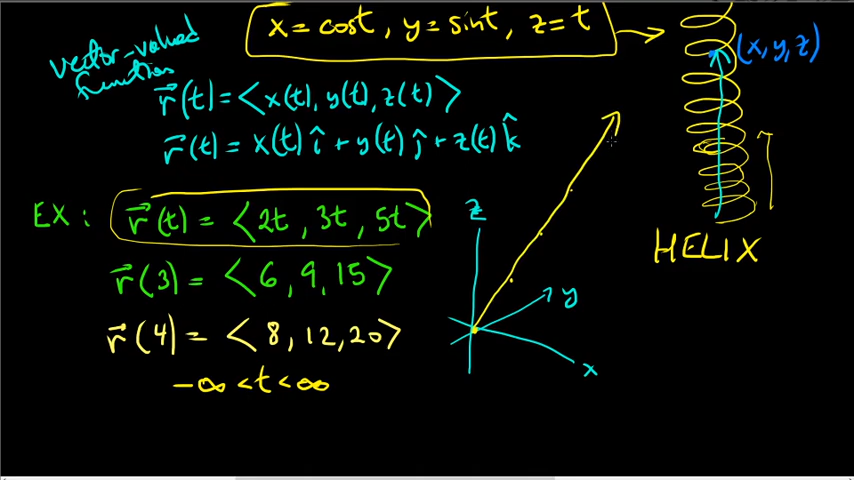 x = cost, y = sint, z = t
(x, y, z)
vector-valued
function
r⃗(t) = <x(t), y(t), z(t)>
r⃗(t) = x(t) î + y(t) ĵ + z(t) k̂
HELIX
EX: r⃗(t) = <2t, 3t, 5t>
r⃗(3) = <6, 9, 15>
r⃗(4) = <8, 12, 20>
-∞ < t < ∞
z
y
x